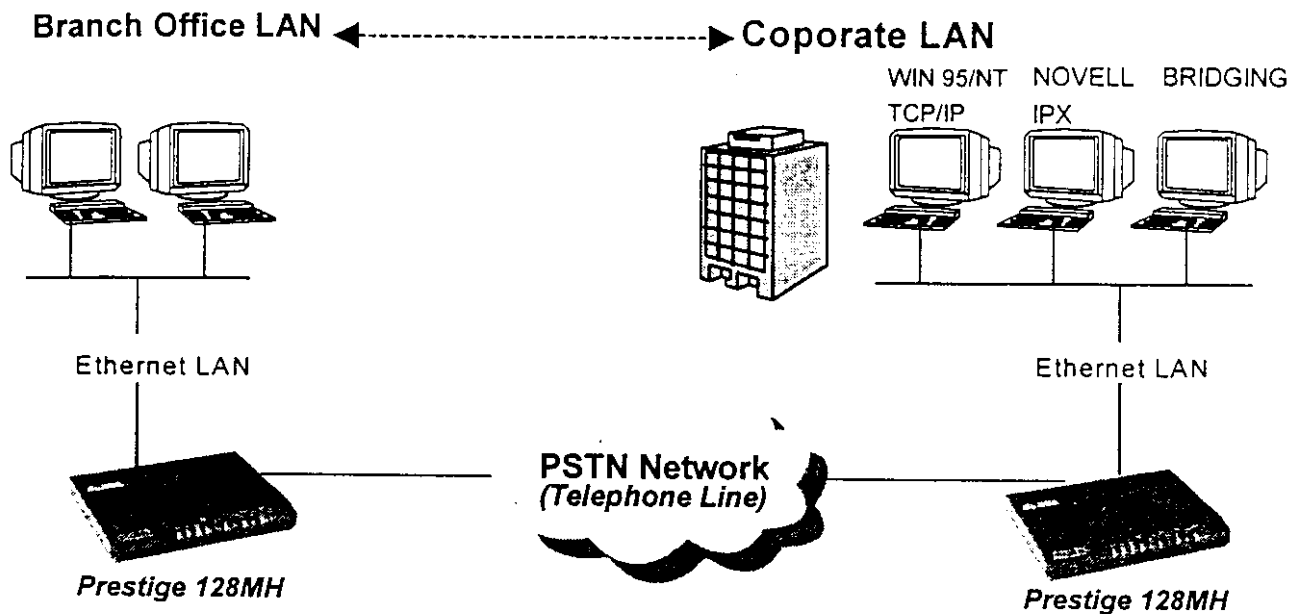 Branch Office LAN
Coporate LAN
WIN 95/NT NOVELL BRIDGING
TCP/IP IPX
Ethernet LAN
Ethernet LAN
PSTN Network
(Telephone Line)
Prestige 128MH
Prestige 128MH